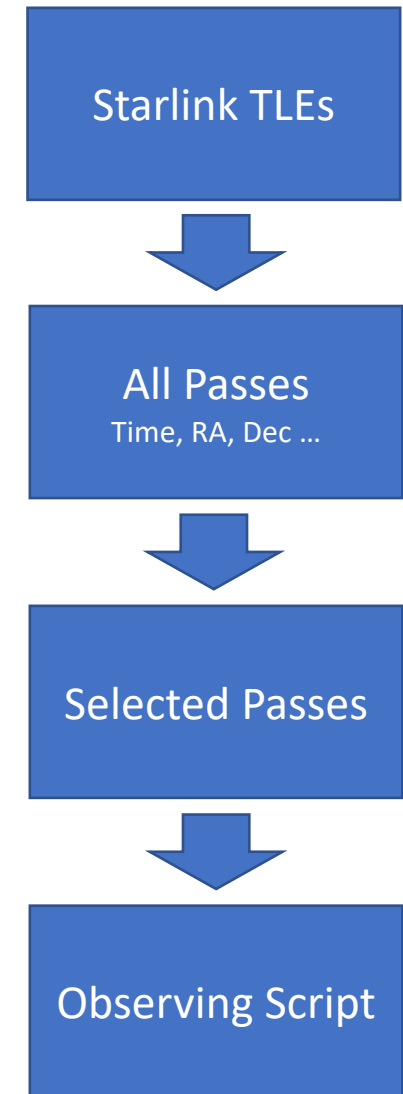 Starlink TLEs
All Passes
Time, RA, Dec …
Selected Passes
Observing Script